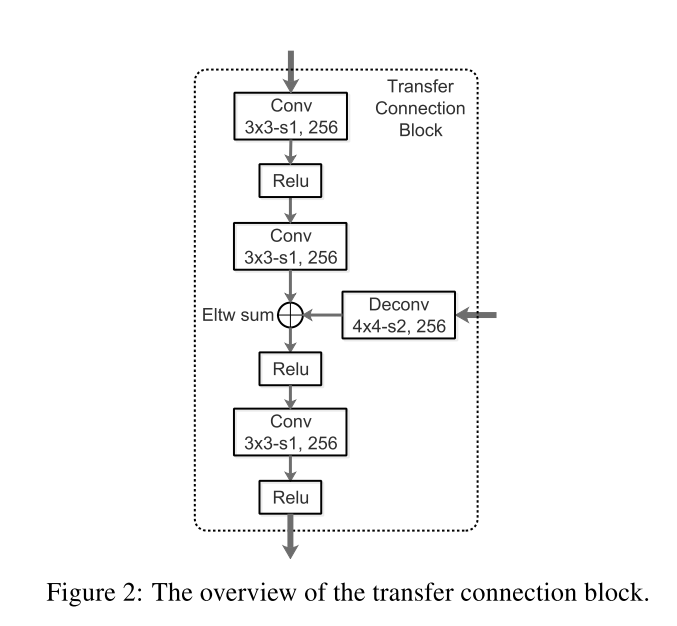 Transfer
Connection
Block
Conv
3x3-s1, 256
Relu
Conv
3x3-s1, 256
Eltw sum
Deconv
4x4-s2, 256
Relu
Conv
3x3-s1, 256
Relu
Figure 2: The overview of the transfer connection block.